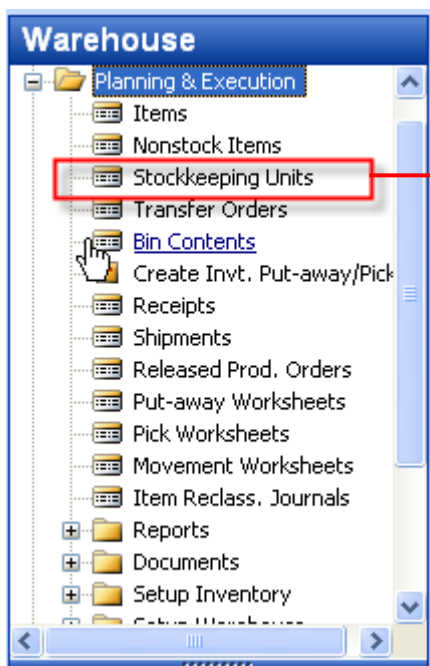 Warehouse
Planning & Execution
Items
Nonstock Items
Stockkeeping Units
Transfer Orders
Bin Contents
Create Invt. Put-away/Pick
Receipts
Shipments
Released Prod. Orders
Put-away Worksheets
Pick Worksheets
Movement Worksheets
Item Reclass. Journals
Reports
Documents
Setup Inventory